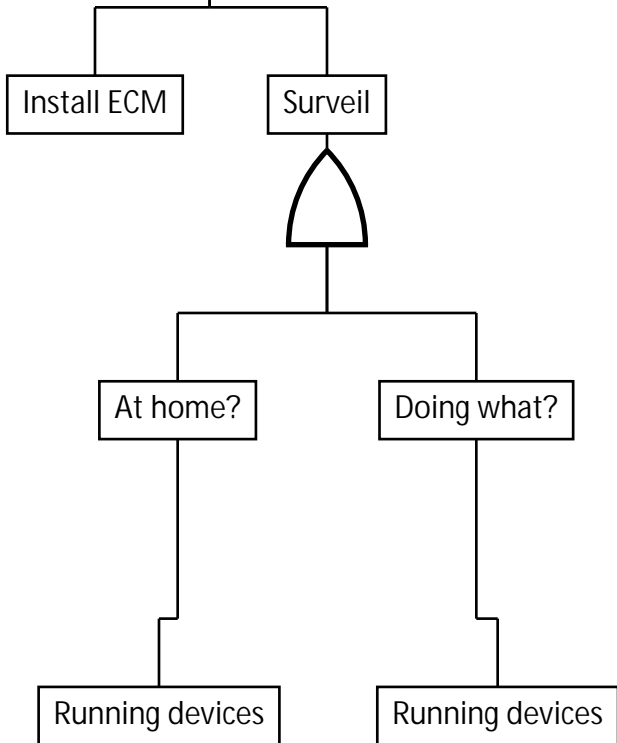 Install ECM
Surveil
At home?
Doing what?
Running devices
Running devices